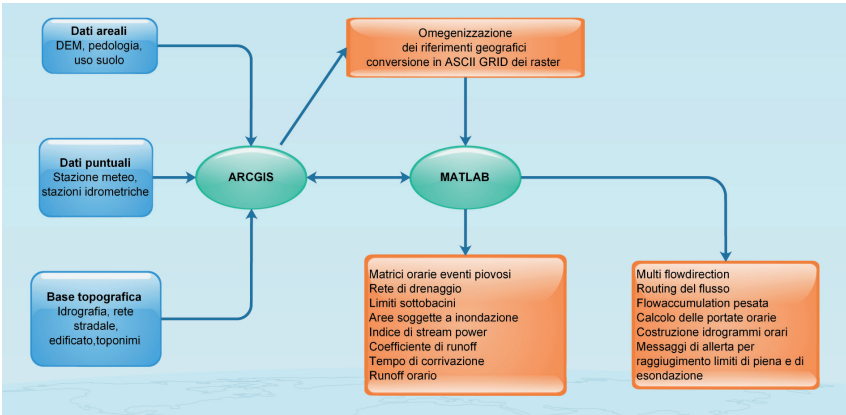 Dati areali
DEM, pedologia,
uso suolo
Omegenizzazione
dei riferimenti geografici
conversione in ASCII GRID dei raster
Dati puntuali
Stazione meteo,
stazioni idrometriche
ARCGIS
MATLAB
Base topografica
Idrografia, rete
stradale,
edificato,toponimi
Matrici orarie eventi piovosi
Rete di drenaggio
Limiti sottobacini
Aree soggette a inondazione
Indice di stream power
Coefficiente di runoff
Tempo di corrivazione
Runoff orario
Multi flowdirection
Routing del flusso
Flowaccumulation pesata
Calcolo delle portate orarie
Costruzione idrogrammi orari
Messaggi di allerta per
raggiugimento limiti di piena e di
esondazione